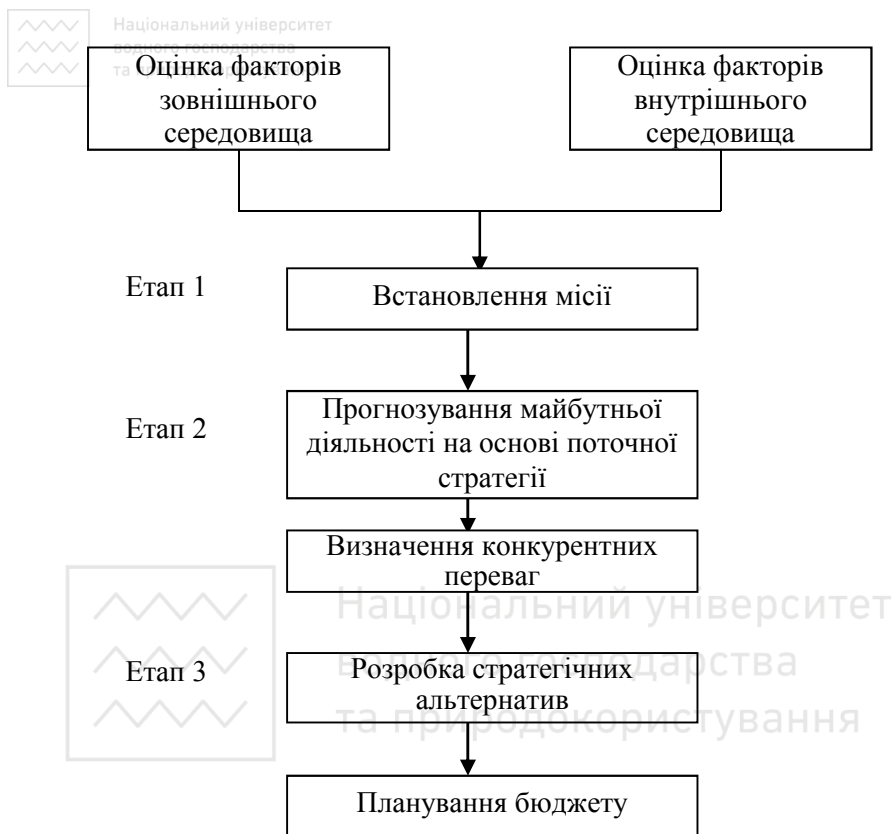 Національний університет
водного господарства
та
Оцінка факторів
зовнішнього
середовища
Оцінка факторів
внутрішнього
середовища
Етап 1
Встановлення місії
Етап 2
Прогнозування майбутньої
діяльності на основі поточної
стратегії
Визначення конкурентних
переваг
Національний університет
водного господарства
та природокористування
Етап 3
Розробка стратегічних
альтернатив
Планування бюджету